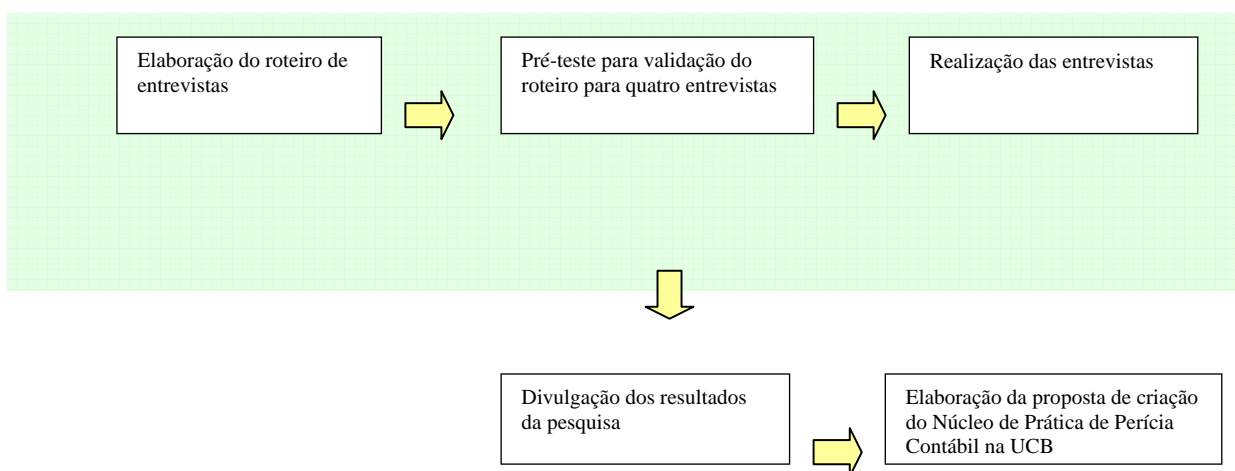 Elaboração do roteiro de
entrevistas
Pré-teste para validação do
roteiro para quatro entrevistas
Realização das entrevistas
Divulgação dos resultados
da pesquisa
Elaboração da proposta de criação
do Núcleo de Prática de Perícia
Contábil na UCB